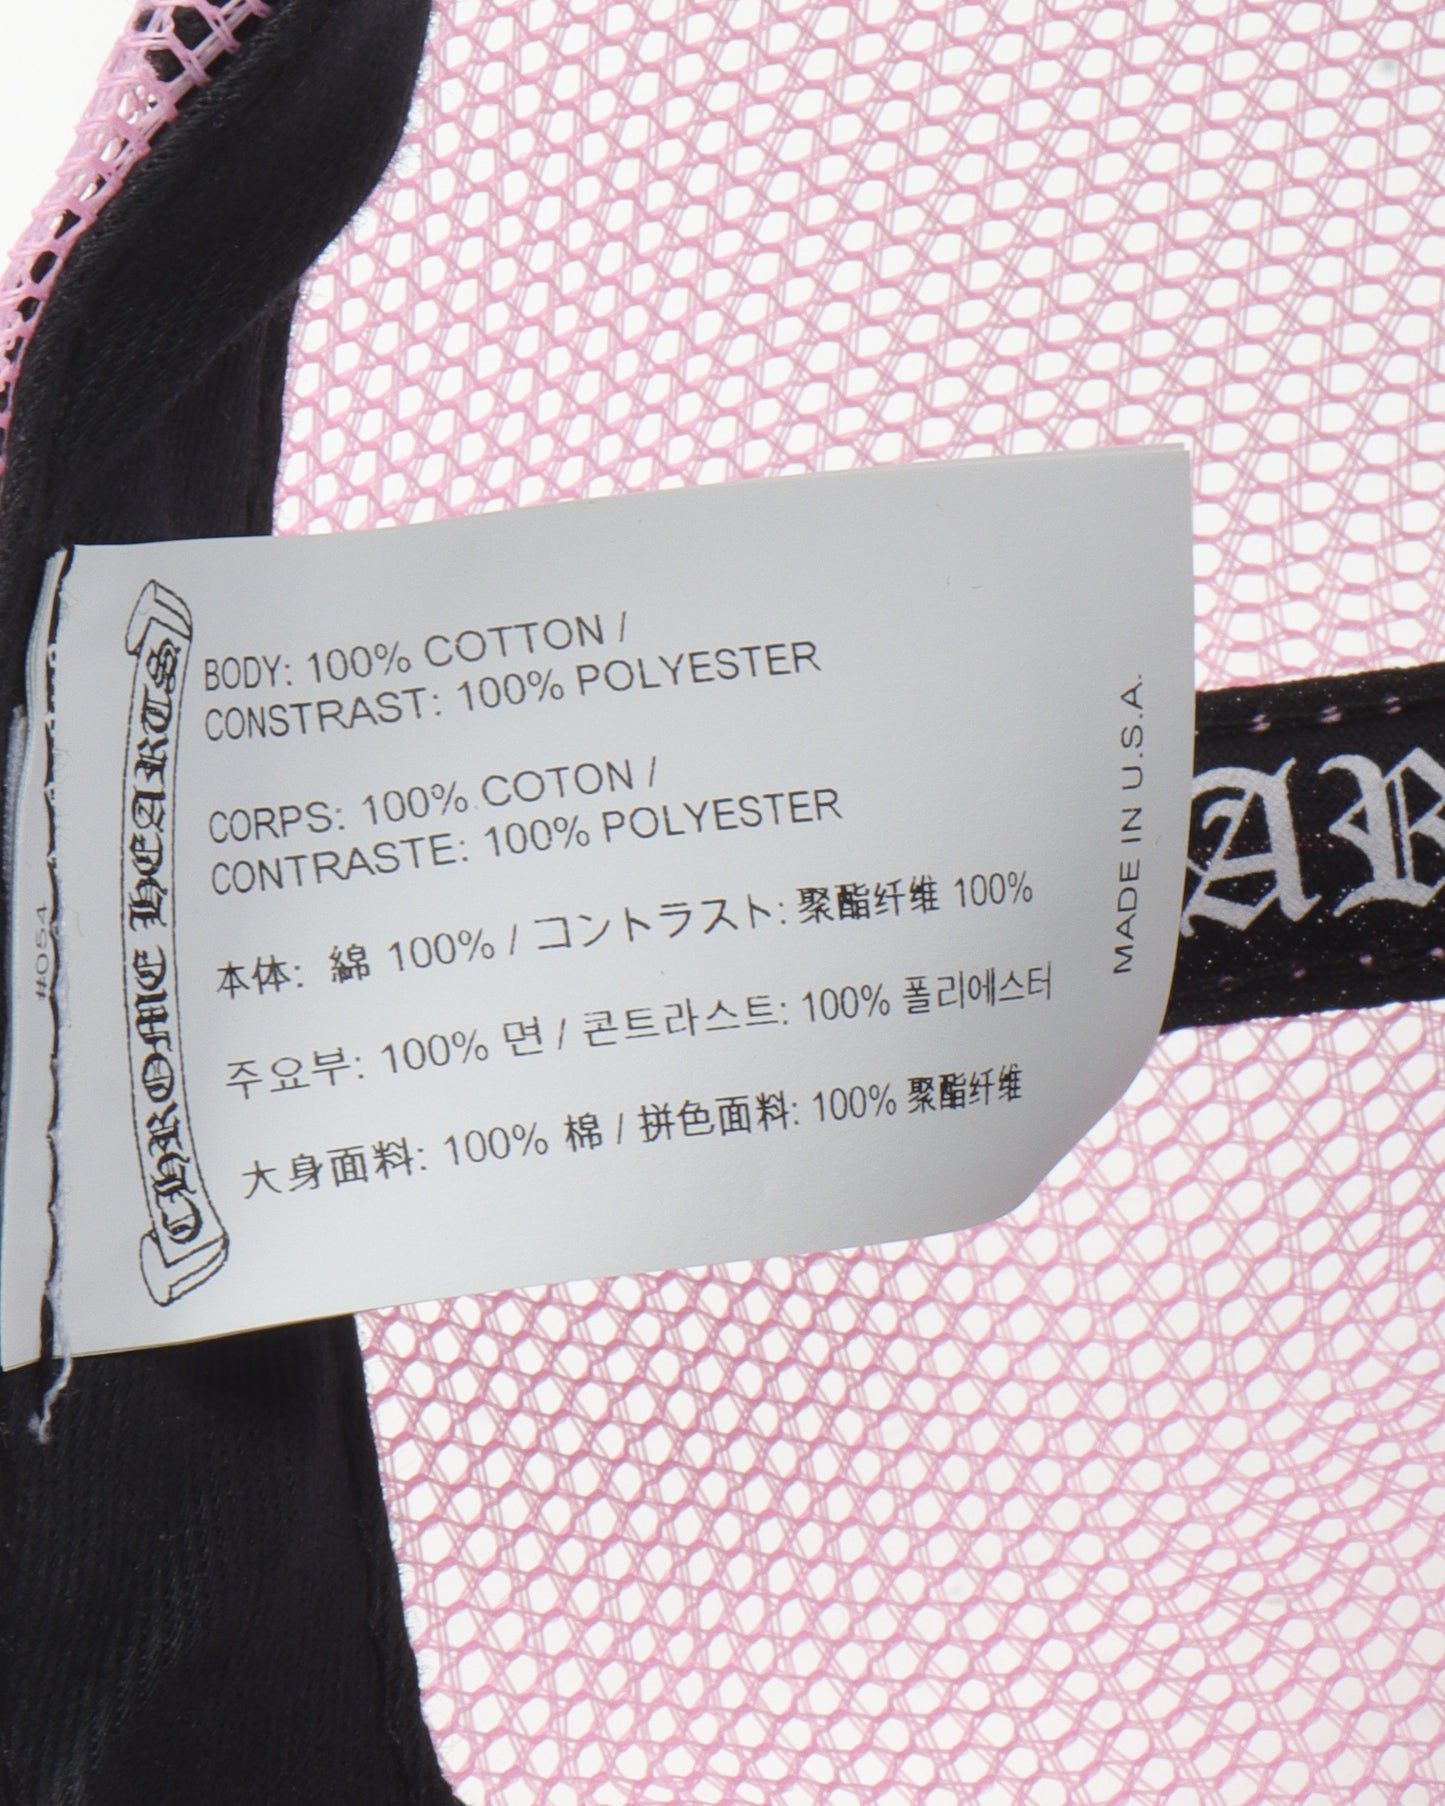 CHROME HEARTS
BODY: 100% COTTON /
CONSTRAST: 100% POLYESTER
CORPS: 100% COTON /
CONTRASTE: 100% POLYESTER
本体: 綿 100% / コントラスト: 聚酯纤维 100%
주요부: 100% 면 / 콘트라스트: 100% 폴리에스터
大身面料: 100% 棉 / 拼色面料: 100% 聚酯纤维
MADE IN U.S.A.
#054
AR